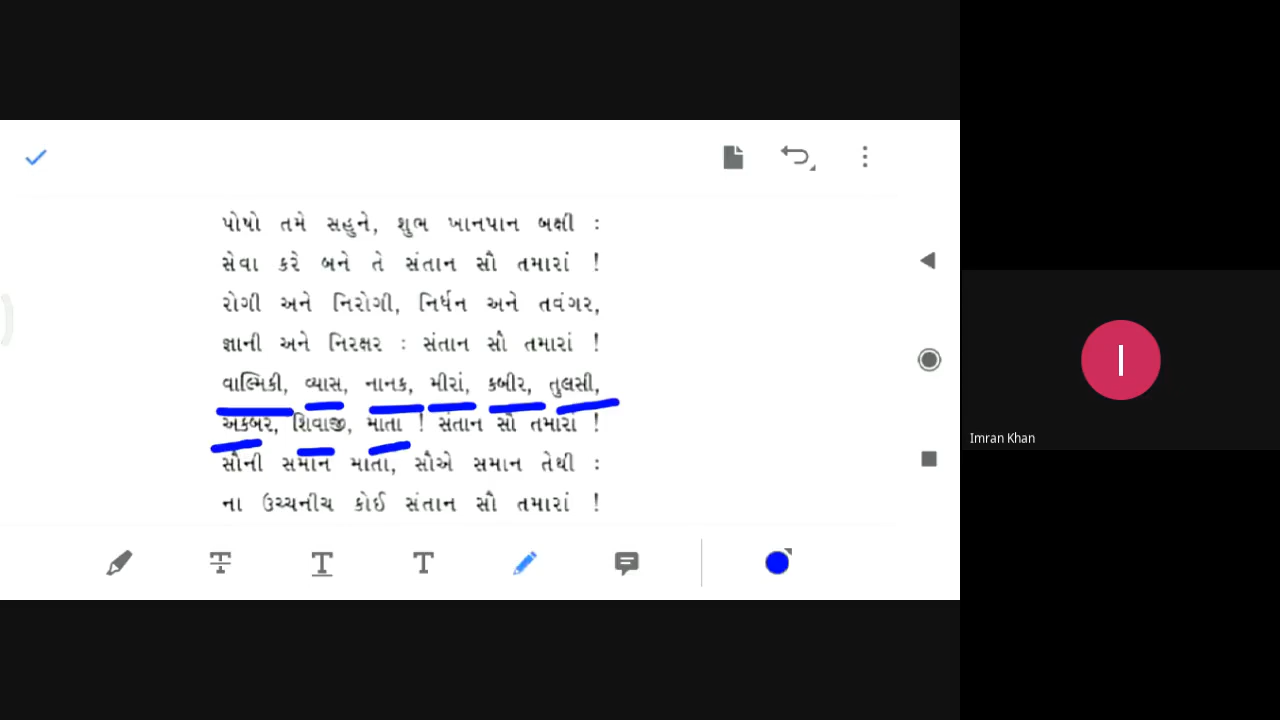 પોષો તમે સહુને, શુભ ખાનપાન બક્ષી :
સેવા કરે બને તે સંતાન સૌ તમારાં !
રોગી અને નિરોગી, નિર્ધન અને તવંગર,
જ્ઞાની અને નિરક્ષર : સંતાન સૌ તમારાં !
વાલ્મિકી, વ્યાસ, નાનક, મીરાં, કબીર, તુલસી,
અકબર, શિવાજી, માતા ! સંતાન સૌ તમારાં !
સૌની સમાન માતા, સૌએ સમાન તેથી :
ના ઉચ્ચનીચ કોઈ સંતાન સૌ તમારાં !
I
Imran Khan